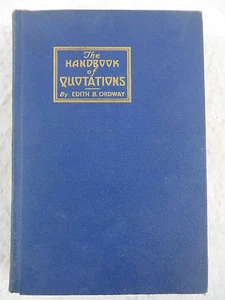 The
HANDBOOK
of
QUOTATIONS
By EDITH B. ORDWAY